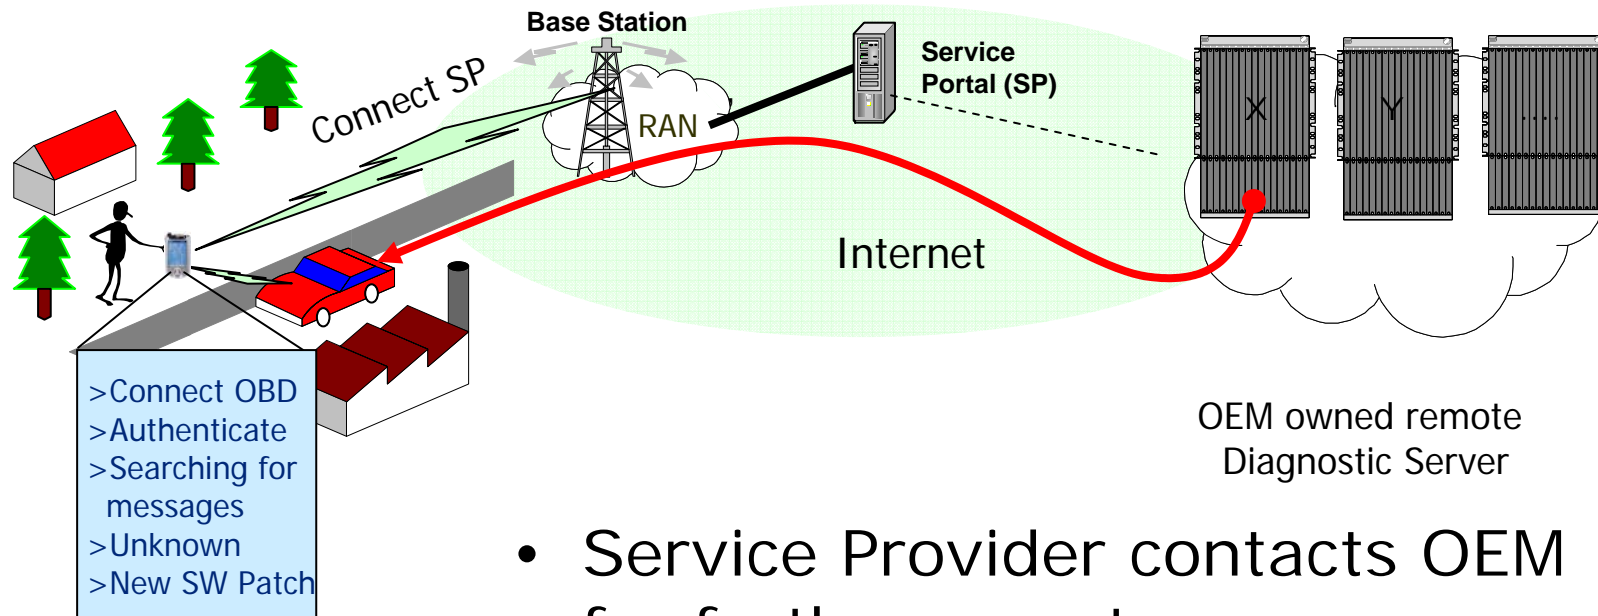 Base Station
Connect SP
Service
Portal (SP)
RAN
X
Y
....
Internet
>Connect OBD
>Authenticate
>Searching for
messages
>Unknown
>New SW Patch
OEM owned remote
Diagnostic Server
• Service Provider contacts OEM